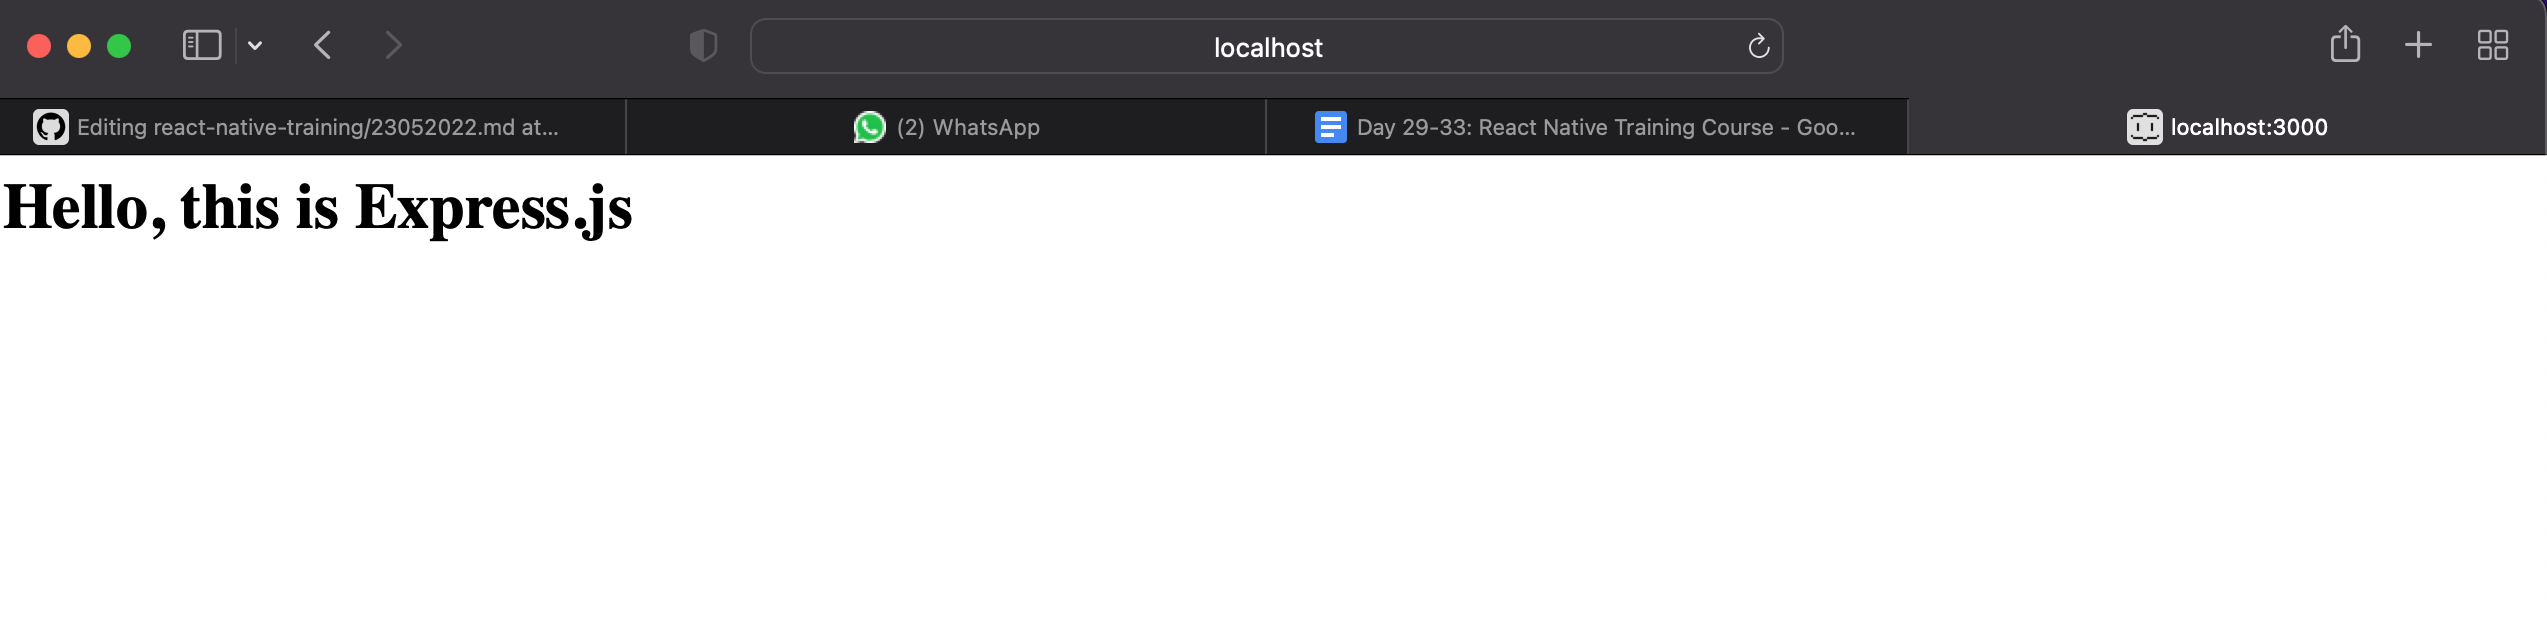 localhost
Editing react-native-training/23052022.md at...
(2) WhatsApp
Day 29-33: React Native Training Course - Goo...
localhost:3000
Hello, this is Express.js